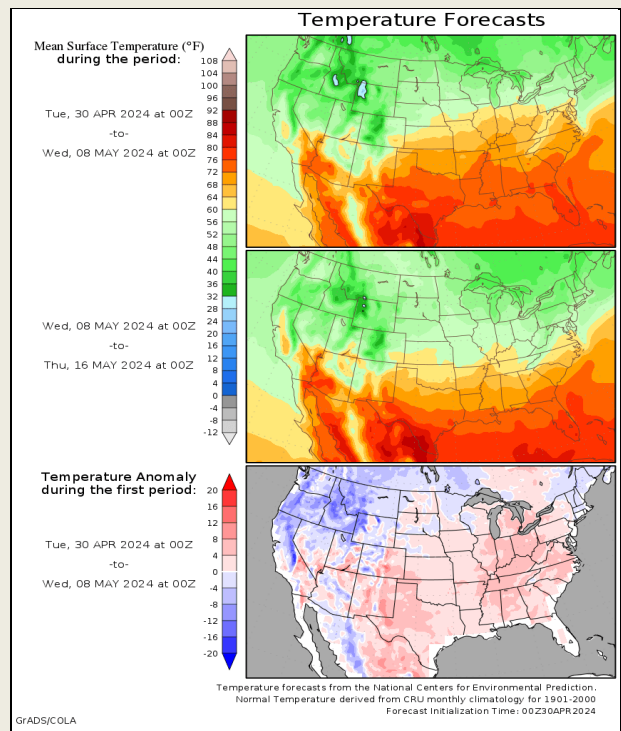 Temperature Forecasts
Mean Surface Temperature (°F)
during the period:
108
104
100
96
92
88
84
80
76
72
68
64
60
56
52
48
44
40
36
32
28
24
20
16
12
8
4
0
-4
-8
-12
Tue, 30 APR 2024 at 00Z
-to-
Wed, 08 MAY 2024 at 00Z
Wed, 08 MAY 2024 at 00Z
-to-
Thu, 16 MAY 2024 at 00Z
Temperature Anomaly
during the first period:
20
16
12
8
4
0
-4
-8
-12
-16
-20
Tue, 30 APR 2024 at 00Z
-to-
Wed, 08 MAY 2024 at 00Z
Temperature forecasts from the National Centers for Environmental Prediction.
Normal Temperature derived from CRU monthly climatology for 1901-2000
Forecast Initialization Time: 00Z30APR2024
GrADS/COLA